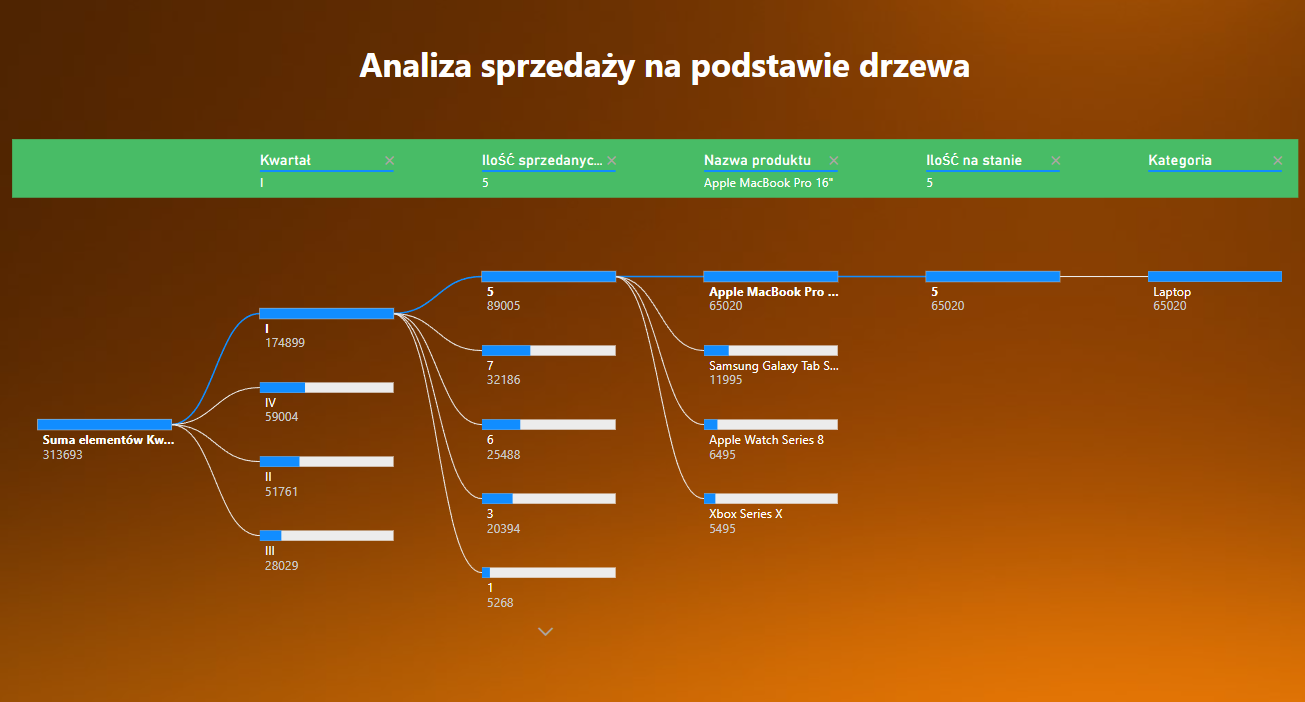 Analiza sprzedaży na podstawie drzewa
Kwartał
I
IloŚĆ sprzedanyc...
5
Nazwa produktu
Apple MacBook Pro 16"
IloŚĆ na stanie
5
Kategoria
Suma elementów Kw...
313693
I
174899
IV
59004
II
51761
III
28029
5
89005
7
32186
6
25488
3
20394
1
5268
Apple MacBook Pro ...
65020
Samsung Galaxy Tab S...
11995
Apple Watch Series 8
6495
Xbox Series X
5495
5
65020
Laptop
65020